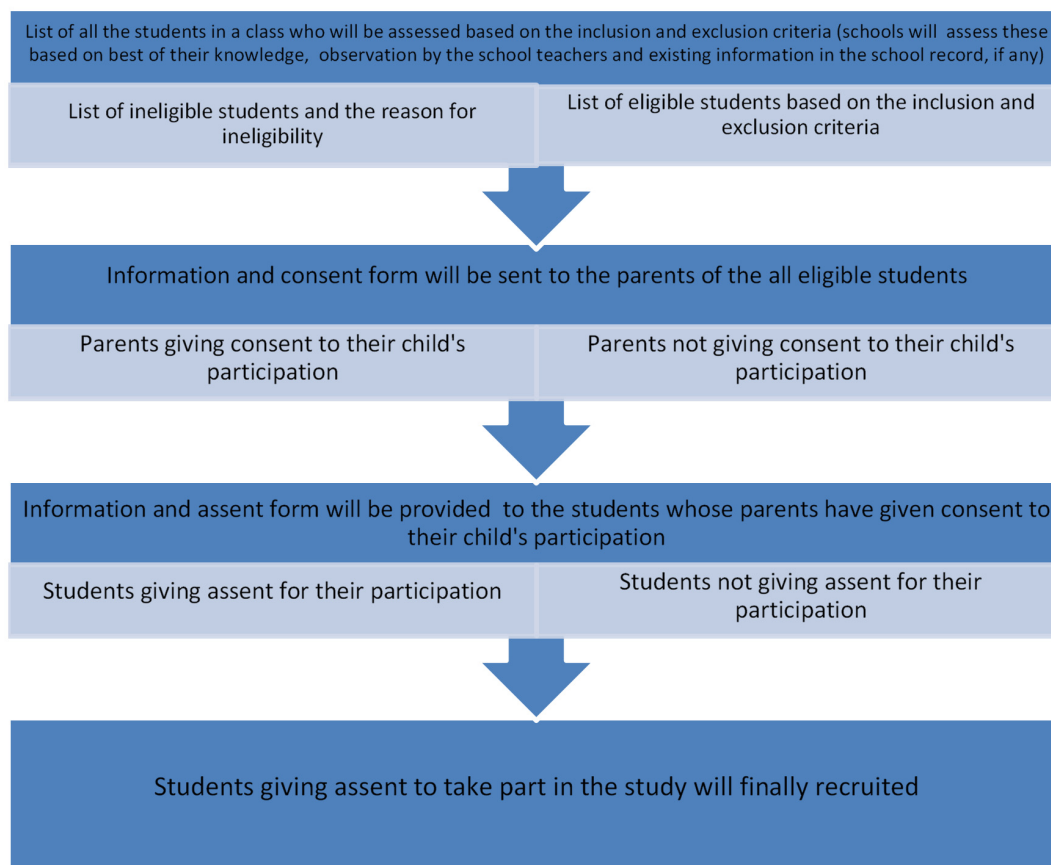 List of all the students in a class who will be assessed based on the inclusion and exclusion criteria (schools will assess these
based on best of their knowledge, observation by the school teachers and existing information in the school record, if any)
List of ineligible students and the reason for
ineligibility
List of eligible students based on the inclusion and
exclusion criteria
Information and consent form will be sent to the parents of the all eligible students
Parents giving consent to their child's
participation
Parents not giving consent to their child's
participation
Information and assent form will be provided to the students whose parents have given consent to
their child's participation
Students giving assent for their participation
Students not giving assent for their
participation
Students giving assent to take part in the study will finally recruited